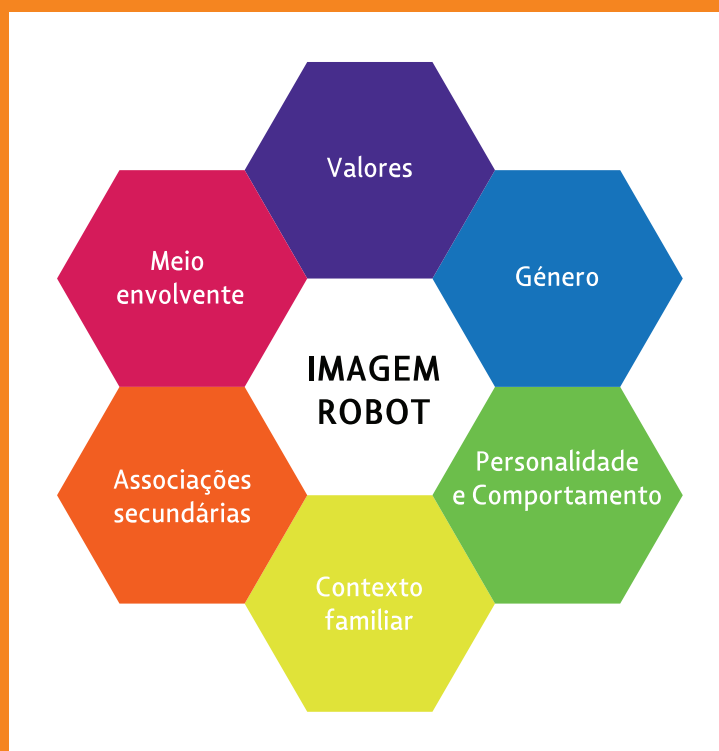 Valores
Meio
envolvente
Género
IMAGEM
ROBOT
Associações
secundárias
Personalidade
e Comportamento
Contexto
familiar